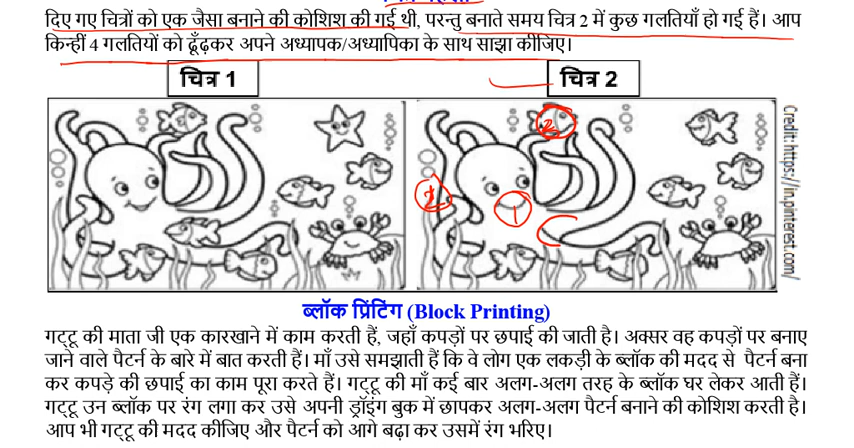 दिए गए चित्रों को एक जैसा बनाने की कोशिश की गई थी, परन्तु बनाते समय चित्र 2 में कुछ गलतियाँ हो गई हैं। आप
किन्हीं 4 गलतियों को ढूँढ़कर अपने अध्यापक/अध्यापिका के साथ साझा कीजिए।
चित्र 1
चित्र 2
2
1
Credit: https://in.pinterest.com/
ब्लॉक प्रिंटिंग (Block Printing)
गट्टू की माता जी एक कारखाने में काम करती हैं, जहाँ कपड़ों पर छपाई की जाती है। अक्सर वह कपड़ों पर बनाए
जाने वाले पैटर्न के बारे में बात करती हैं। माँ उसे समझाती हैं कि वे लोग एक लकड़ी के ब्लॉक की मदद से पैटर्न बना
कर कपड़े की छपाई का काम पूरा करते हैं। गट्टू की माँ कई बार अलग-अलग तरह के ब्लॉक घर लेकर आती हैं।
गट्टू उन ब्लॉक पर रंग लगा कर उसे अपनी ड्रॉइंग बुक में छापकर अलग-अलग पैटर्न बनाने की कोशिश करती है।
आप भी गट्टू की मदद कीजिए और पैटर्न को आगे बढ़ा कर उसमें रंग भरिए।